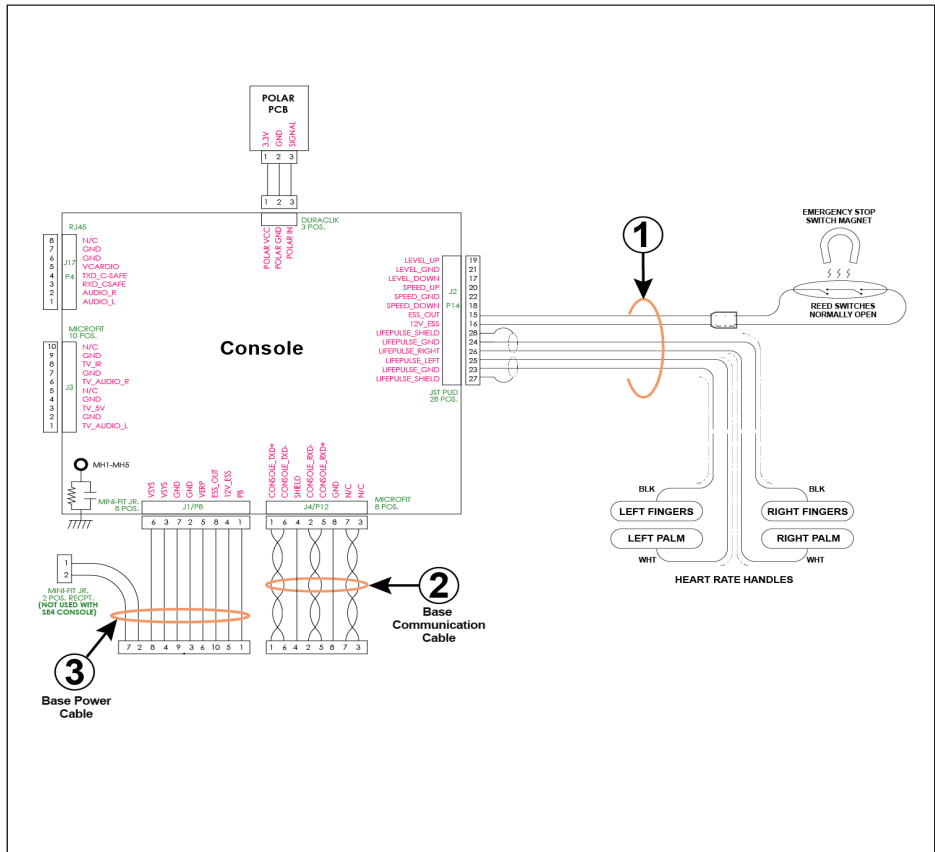 POLAR
PCB
3.3V
GND
SIGNAL
1 2 3
1 2 3
DURACLIK
3 POS.
POLAR VCC
POLAR GND
POLAR IN
RJ45
8 N/C
7 GND
6 GND
5 VCARDIO
4 TXD_C-SAFE
3 RXD_CSAFE
2 AUDIO_R
1 AUDIO_L
J17
P4
MICROFIT
10 POS.
10 N/C
9 GND
8 TV_IR
7 GND
6 TV_AUDIO_R
5 N/C
4 GND
3 TV_5V
2 GND
1 TV_AUDIO_L
J3
Console
LEVEL_UP 19
LEVEL_GND 21
LEVEL_DOWN 17
SPEED_UP 20
SPEED_GND 22
SPEED_DOWN 18
ESS_OUT 15
12V_ESS 16
LIFEPULSE_SHIELD 28
LIFEPULSE_GND 24
LIFEPULSE_RIGHT 26
LIFEPULSE_LEFT 25
LIFEPULSE_GND 23
LIFEPULSE_SHIELD 27
J2
P14
JST PUD
28 POS.
1
EMERGENCY STOP
SWITCH MAGNET
REED SWITCHES
NORMALLY OPEN
BLK
BLK
LEFT FINGERS
RIGHT FINGERS
LEFT PALM
RIGHT PALM
WHT
WHT
HEART RATE HANDLES
MH1-MH5
MINI-FIT JR.
8 POS.
VSYS
VSYS
GND
GND
VERP
ESS_OUT
12V_ESS
PB
J1/P8
6 3 7 2 5 8 4 1
CONSOLE_TXD+
CONSOLE_TXD-
SHIELD
CONSOLE_RXD-
CONSOLE_RXD+
GND
N/C
N/C
J4/P12
MICROFIT
8 POS.
1 6 4 2 5 8 7 3
1
2
MINI-FIT JR.
2 POS. RECPT.
(NOT USED WITH
SE4 CONSOLE)
7 2 8 4 9 3 6 10 5 1
1 6 4 2 5 8 7 3
2
Base
Communication
Cable
3
Base Power
Cable